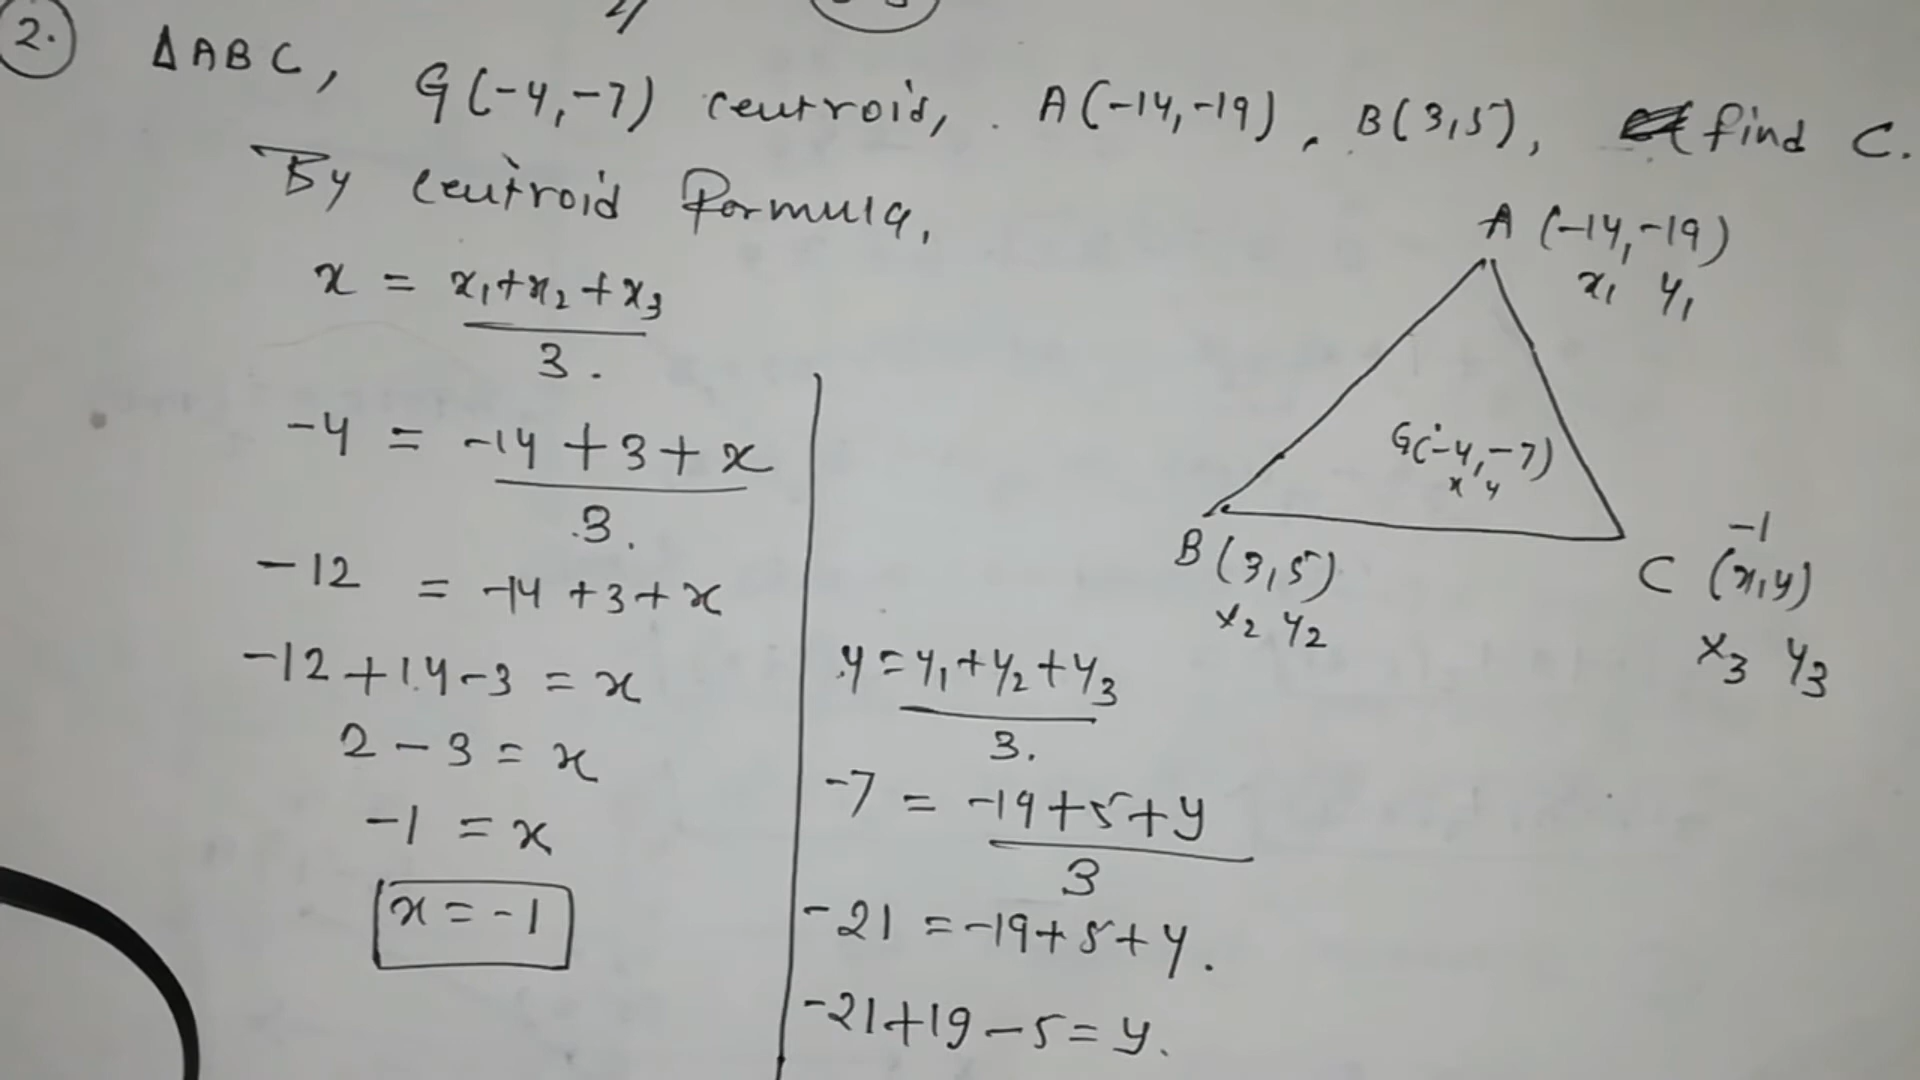 2.
△ABC, G(-4,-7) centroid, A(-14,-19), B(3,5), find C.
By centroid formula,
x = x₁+x₂+x₃
3.
-4 = -14+3+x
3.
-12 = -14+3+x
-12+14-3 = x
2-3 = x
-1 = x
x = -1
A (-14,-19)
x₁ y₁
G(-4,-7)
x y
B (3,5)
x₂ y₂
-1
C (x,y)
x₃ y₃
y = y₁+y₂+y₃
3.
-7 = -19+5+y
3
-21 = -19+5+y.
-21+19-5 = y.